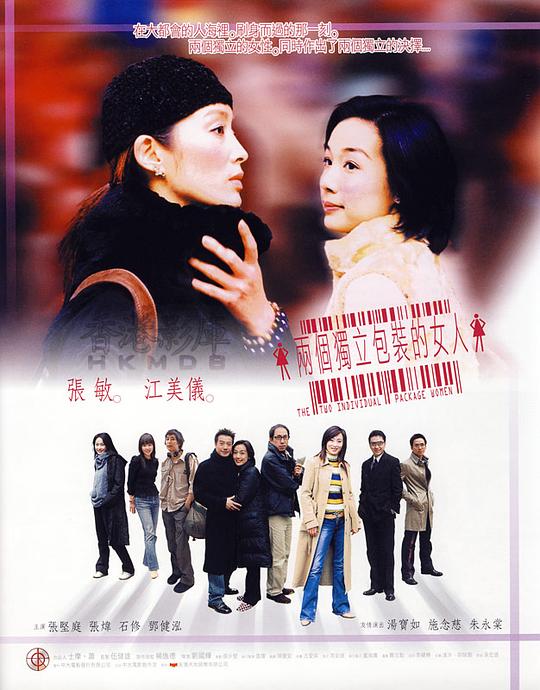 在大都會的人海裡。刷身而過的那一刻。
兩個獨立的女性。同時作出了兩個獨立的決擇...
香港影庫
HKMDB
兩個獨立包裝的女人
THE TWO INDIVIDUAL PACKAGE WOMEN
張敏。 江美儀。
主演 張堅庭 張煒 石修 鄧健泓
友情演出 湯寶如 施念慈 朱永棠